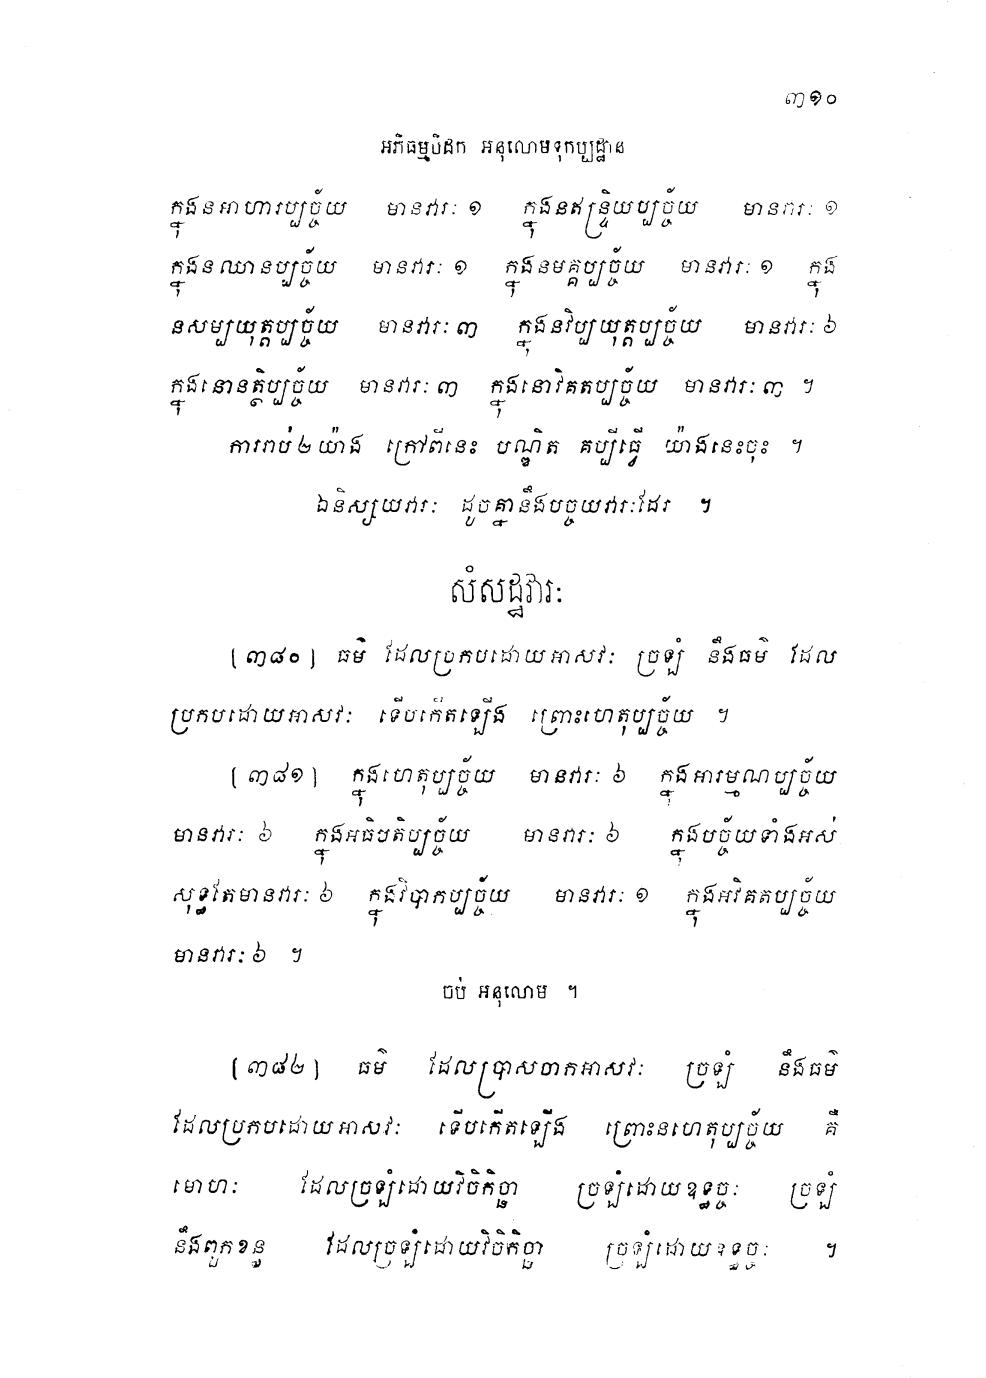 ៣១០
អភិធម្មបិដក អនុលោមទុកប្បដ្ឋាន
ក្នុងនអាហារប្បច្ច័យ មានវារៈ ១ ក្នុងនឥន្ទ្រិយប្បច្ច័យ មានវារៈ ១
ក្នុងនឈានប្បច្ច័យ មានវារៈ ១ ក្នុងនមគ្គប្បច្ច័យ មានវារៈ ១ ក្នុង
នសម្បយុត្តប្បច្ច័យ មានវារៈ ៣ ក្នុងនវិប្បយុត្តប្បច្ច័យ មានវារៈ ៦
ក្នុងនោនត្ថិប្បច្ច័យ មានវារៈ ៣ ក្នុងនោវិគតប្បច្ច័យ មានវារៈ ៣ ។
ការរាប់ ២ យ៉ាង ក្រៅពីនេះ បណ្ឌិត គប្បីធ្វើ យ៉ាងនេះចុះ ។
ឯនិស្សយវារៈ ដូចគ្នានឹងបច្ចយវារៈដែរ ។
សំសដ្ឋវារៈ
[៣៨០] ធម៌ ដែលប្រកបដោយអាសវៈ ច្រឡំ នឹងធម៌ ដែល
ប្រកបដោយអាសវៈ ទើបកើតឡើង ព្រោះហេតុប្បច្ច័យ ។
[៣៨១] ក្នុងហេតុប្បច្ច័យ មានវារៈ ៦ ក្នុងអារម្មណប្បច្ច័យ
មានវារៈ ៦ ក្នុងអធិបតិប្បច្ច័យ មានវារៈ ៦ ក្នុងបច្ច័យទាំងអស់
សុទ្ធតែមានវារៈ ៦ ក្នុងវិបាកប្បច្ច័យ មានវារៈ ១ ក្នុងអវិគតប្បច្ច័យ
មានវារៈ ៦ ។
ចប់ អនុលោម ។
[៣៨២] ធម៌ ដែលប្រាសចាកអាសវៈ ច្រឡំ នឹងធម៌
ដែលប្រកបដោយអាសវៈ ទើបកើតឡើង ព្រោះនហេតុប្បច្ច័យ គឺ
មោហៈ ដែលច្រឡំដោយវិចិកិច្ឆា ច្រឡំដោយឧទ្ធច្ចៈ ច្រឡំ
នឹងពួកខន្ធ ដែលច្រឡំដោយវិចិកិច្ឆា ច្រឡំដោយឧទ្ធច្ចៈ ។